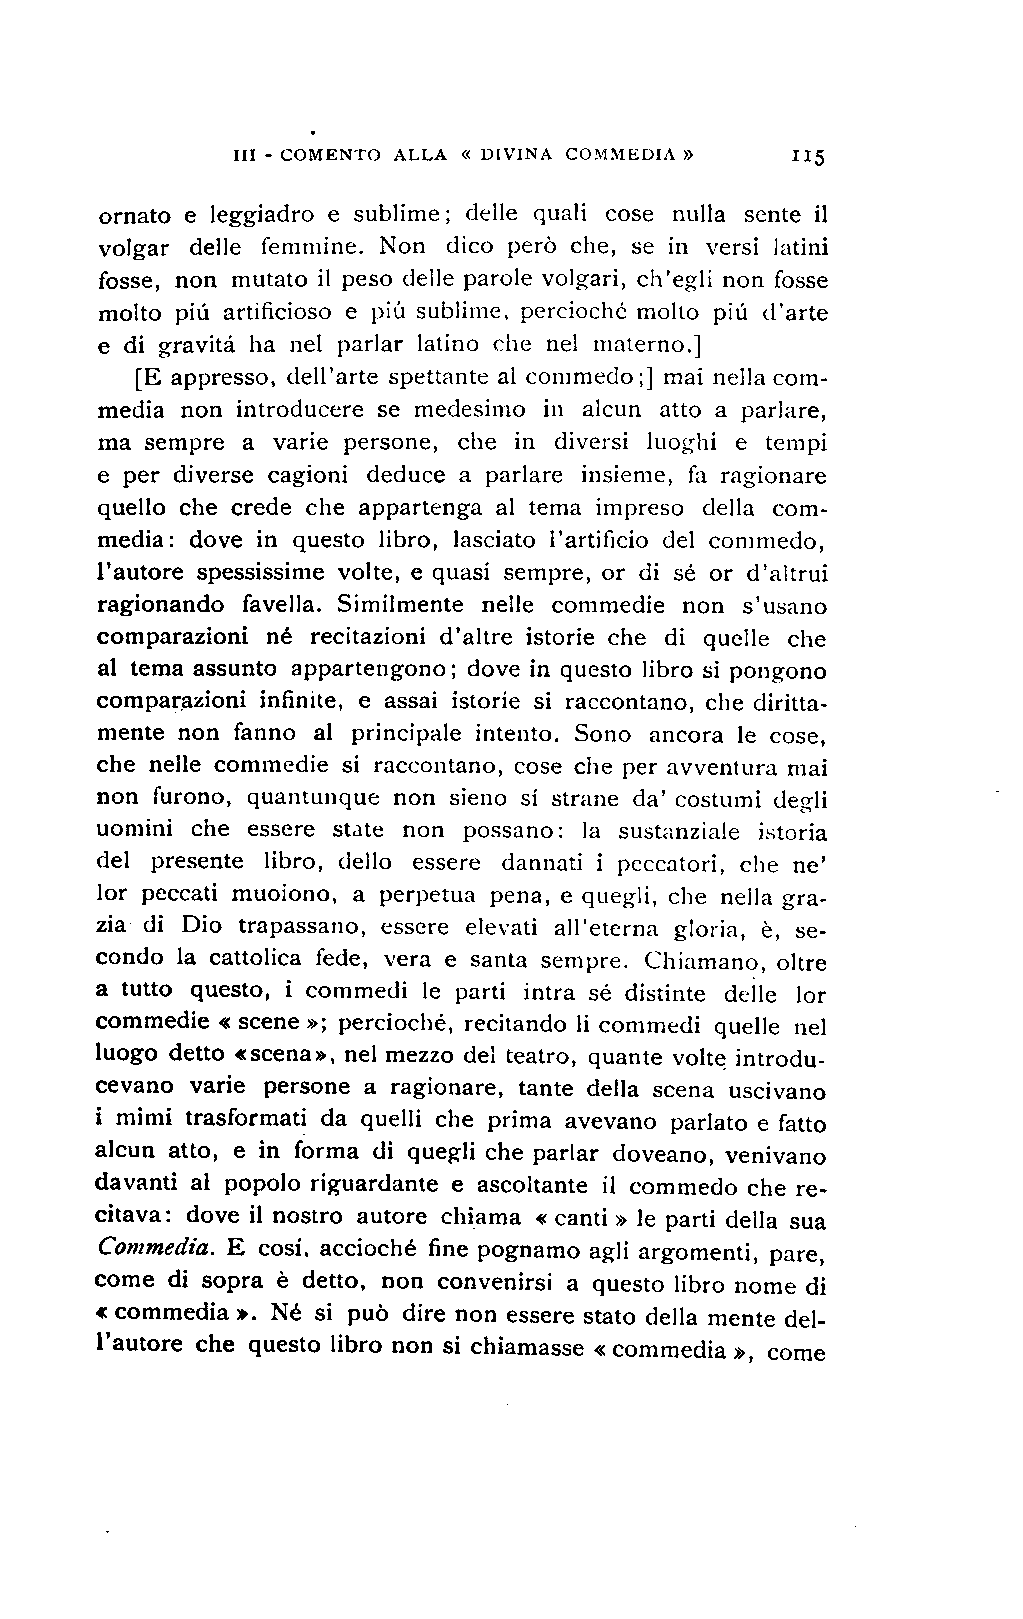 III - COMENTO ALLA « DIVINA COMMEDIA » 115
ornato e leggiadro e sublime; delle quali cose nulla sente il
volgar delle femmine. Non dico però che, se in versi latini
fosse, non mutato il peso delle parole volgari, ch'egli non fosse
molto piú artificioso e piú sublime, percioché molto piú d'arte
e di gravitá ha nel parlar latino che nel materno.]
[E appresso, dell'arte spettante al commedo;] mai nella com-
media non introducere se medesimo in alcun atto a parlare,
ma sempre a varie persone, che in diversi luoghi e tempi
e per diverse cagioni deduce a parlare insieme, fa ragionare
quello che crede che appartenga al tema impreso della com-
media: dove in questo libro, lasciato l'artificio del commedo,
l'autore spessissime volte, e quasí sempre, or di sé or d'altrui
ragionando favella. Similmente nelle commedie non s'usano
comparazioni né recitazioni d'altre istorie che di quelle che
al tema assunto appartengono; dove in questo libro si pongono
comparazioni infinite, e assai istorie si raccontano, che diritta-
mente non fanno al principale intento. Sono ancora le cose,
che nelle commedie si raccontano, cose che per avventura mai
non furono, quantunque non sieno sí strane da' costumi degli
uomini che essere state non possano: la sustanziale istoria
del presente libro, dello essere dannati i peccatori, che ne'
lor peccati muoiono, a perpetua pena, e quegli, che nella gra-
zia di Dio trapassano, essere elevati all'eterna gloria, è, se-
condo la cattolica fede, vera e santa sempre. Chiamano, oltre
a tutto questo, i commedi le parti intra sé distinte delle lor
commedie « scene »; percioché, recitando li commedi quelle nel
luogo detto «scena», nel mezzo del teatro, quante volte introdu-
cevano varie persone a ragionare, tante della scena uscivano
i mimi trasformati da quelli che prima avevano parlato e fatto
alcun atto, e in forma di quegli che parlar doveano, venivano
davanti al popolo riguardante e ascoltante il commedo che re-
citava: dove il nostro autore chiama « canti » le parti della sua
Commedia. E cosí, accioché fine pognamo agli argomenti, pare,
come di sopra è detto, non convenirsi a questo libro nome di
« commedia ». Né si può dire non essere stato della mente del-
l'autore che questo libro non si chiamasse « commedia », come